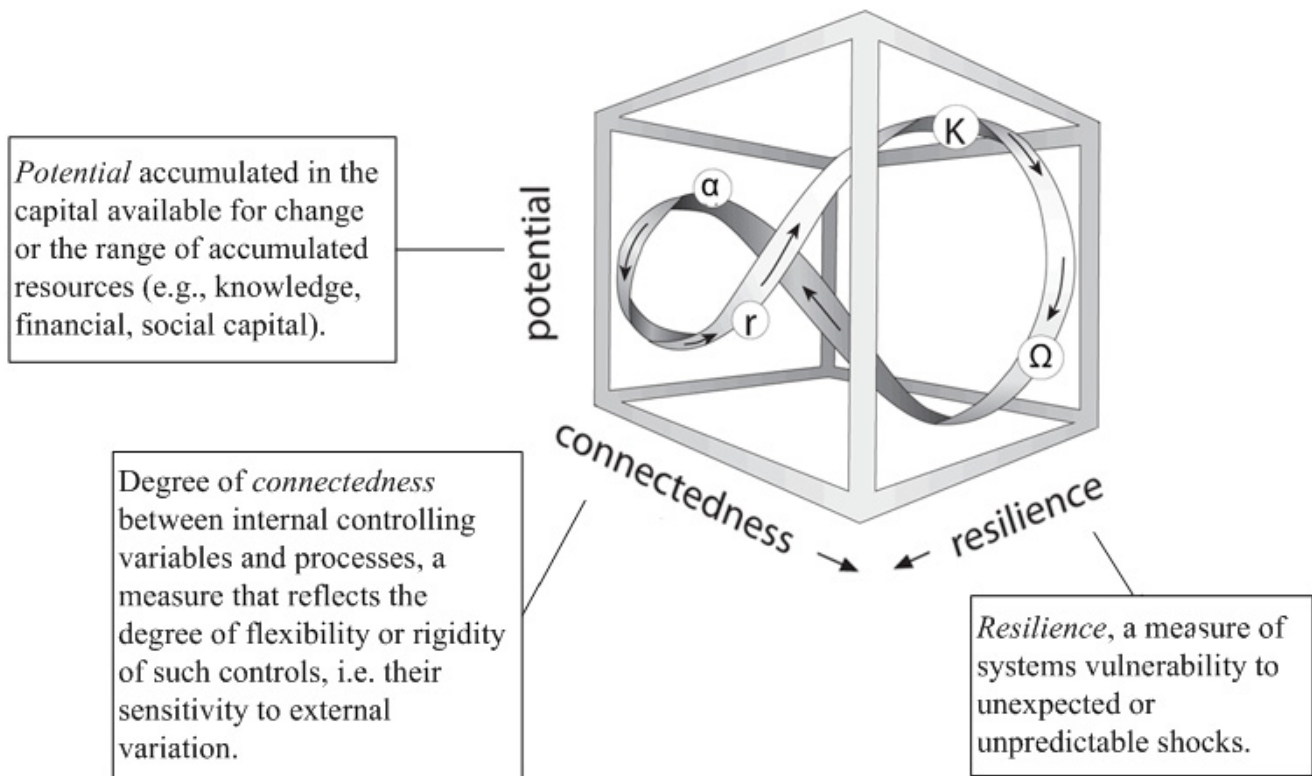 Potential accumulated in the
capital available for change
or the range of accumulated
resources (e.g., knowledge,
financial, social capital).
potential
α
r
K
Ω
connectedness →
← resilience
Degree of connectedness
between internal controlling
variables and processes, a
measure that reflects the
degree of flexibility or rigidity
of such controls, i.e. their
sensitivity to external
variation.
Resilience, a measure of
systems vulnerability to
unexpected or
unpredictable shocks.